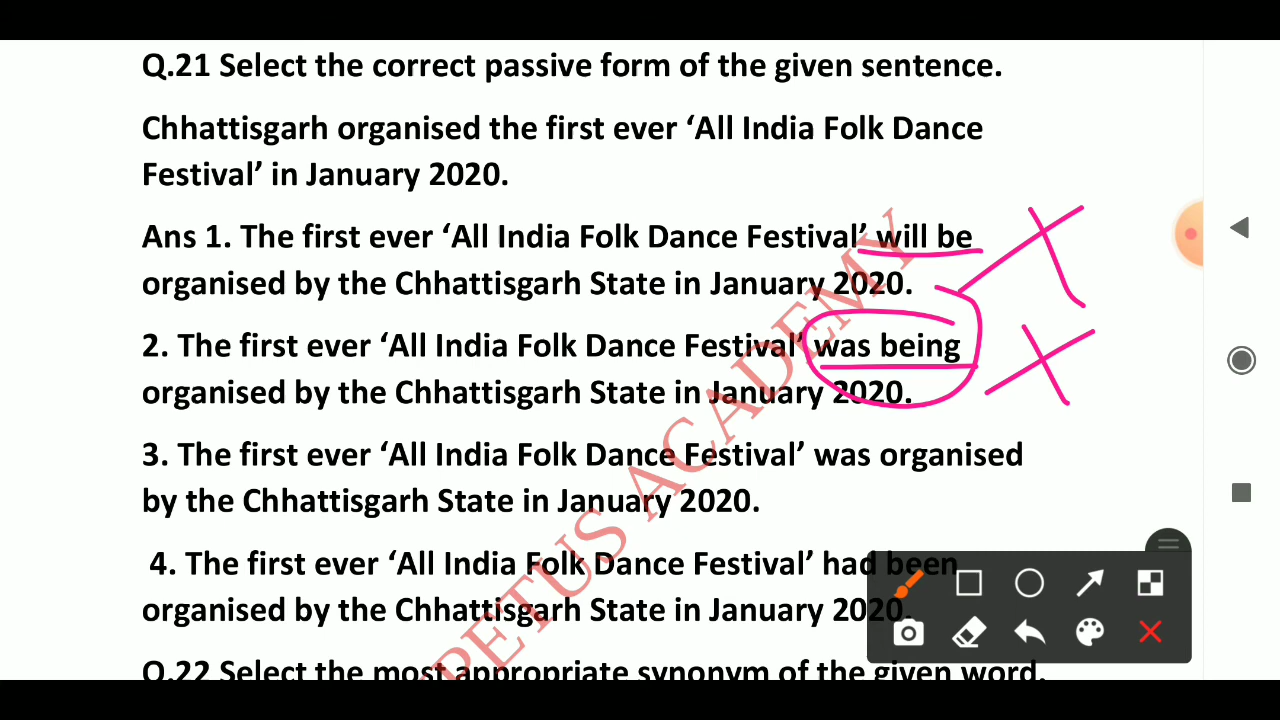 Q.21 Select the correct passive form of the given sentence.
Chhattisgarh organised the first ever ‘All India Folk Dance
Festival’ in January 2020.
Ans 1. The first ever ‘All India Folk Dance Festival’ will be
organised by the Chhattisgarh State in January 2020.
2. The first ever ‘All India Folk Dance Festival’ was being
organised by the Chhattisgarh State in January 2020.
3. The first ever ‘All India Folk Dance Festival’ was organised
by the Chhattisgarh State in January 2020.
4. The first ever ‘All India Folk Dance Festival’ had been
organised by the Chhattisgarh State in January 2020.
Q.22 Select the most appropriate synonym of the given word.
PETUS ACADEMY